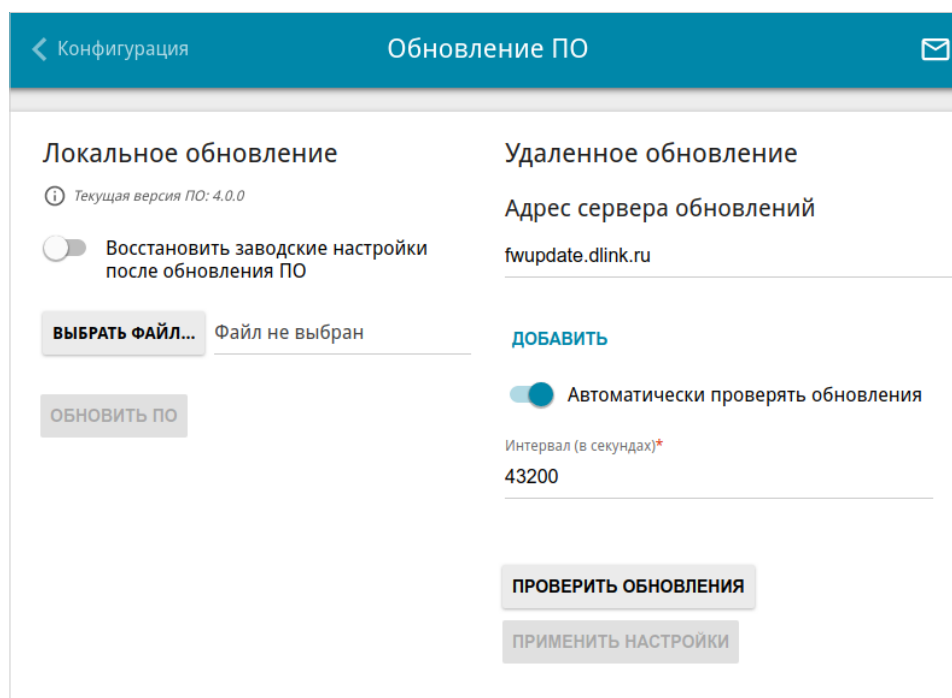 Конфигурация
Обновление ПО
Локальное обновление
Текущая версия ПО: 4.0.0
Восстановить заводские настройки
после обновления ПО
ВЫБРАТЬ ФАЙЛ...
Файл не выбран
ОБНОВИТЬ ПО
Удаленное обновление
Адрес сервера обновлений
fwupdate.dlink.ru
ДОБАВИТЬ
Автоматически проверять обновления
Интервал (в секундах)*
43200
ПРОВЕРИТЬ ОБНОВЛЕНИЯ
ПРИМЕНИТЬ НАСТРОЙКИ